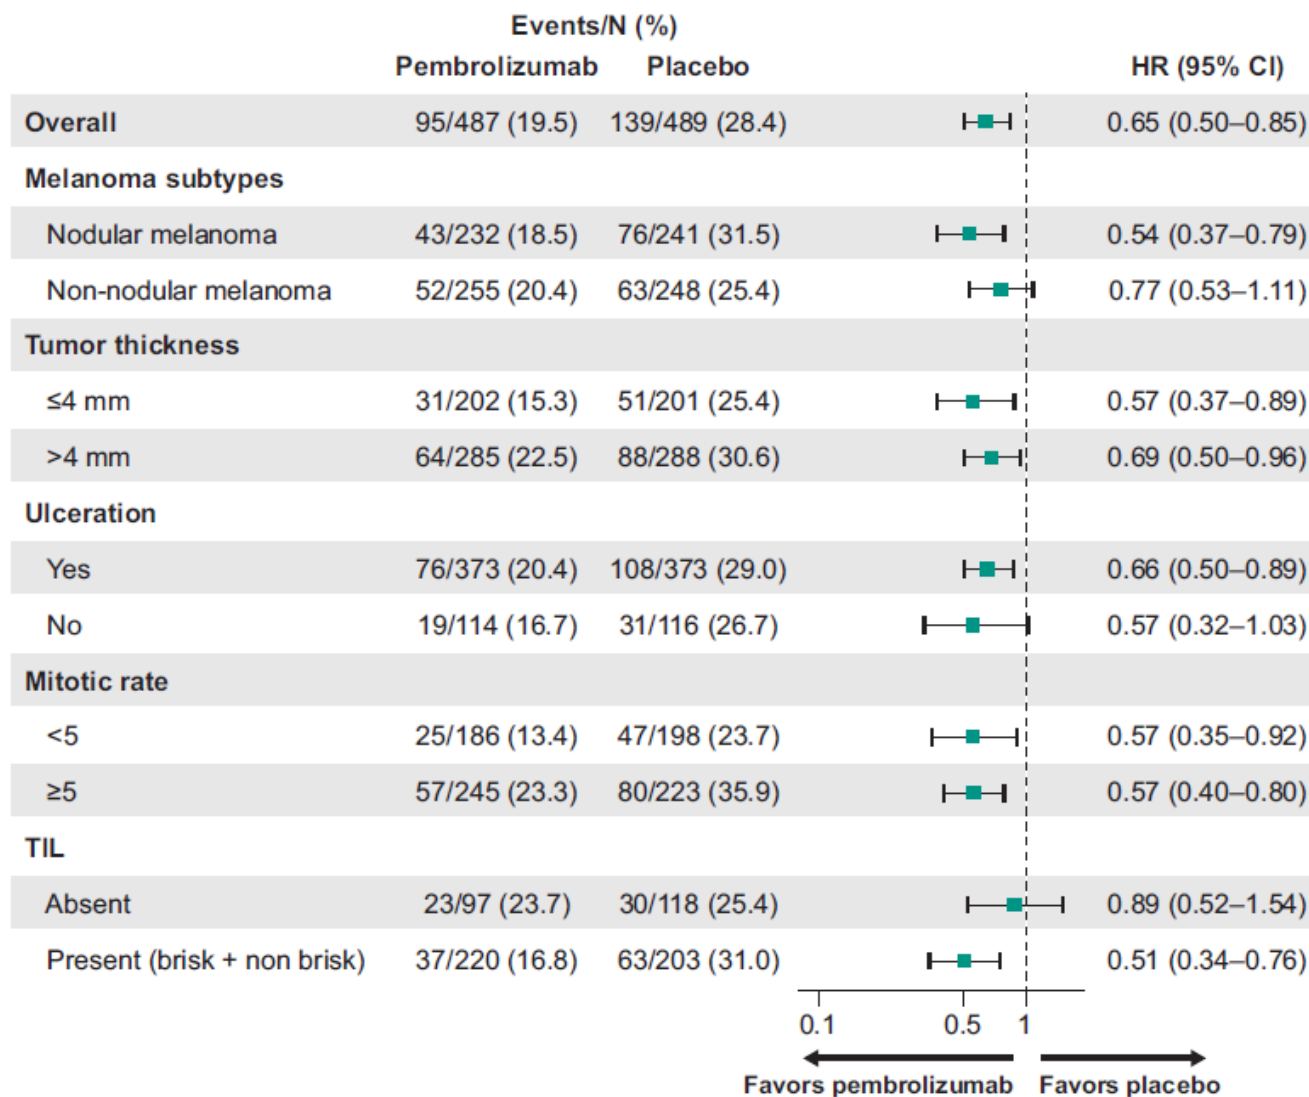 Events/N (%)
Pembrolizumab Placebo HR (95% CI)
Overall 95/487 (19.5) 139/489 (28.4) 0.65 (0.50–0.85)
Melanoma subtypes
Nodular melanoma 43/232 (18.5) 76/241 (31.5) 0.54 (0.37–0.79)
Non-nodular melanoma 52/255 (20.4) 63/248 (25.4) 0.77 (0.53–1.11)
Tumor thickness
≤4 mm 31/202 (15.3) 51/201 (25.4) 0.57 (0.37–0.89)
>4 mm 64/285 (22.5) 88/288 (30.6) 0.69 (0.50–0.96)
Ulceration
Yes 76/373 (20.4) 108/373 (29.0) 0.66 (0.50–0.89)
No 19/114 (16.7) 31/116 (26.7) 0.57 (0.32–1.03)
Mitotic rate
<5 25/186 (13.4) 47/198 (23.7) 0.57 (0.35–0.92)
≥5 57/245 (23.3) 80/223 (35.9) 0.57 (0.40–0.80)
TIL
Absent 23/97 (23.7) 30/118 (25.4) 0.89 (0.52–1.54)
Present (brisk + non brisk) 37/220 (16.8) 63/203 (31.0) 0.51 (0.34–0.76)
0.1 0.5 1
Favors pembrolizumab Favors placebo